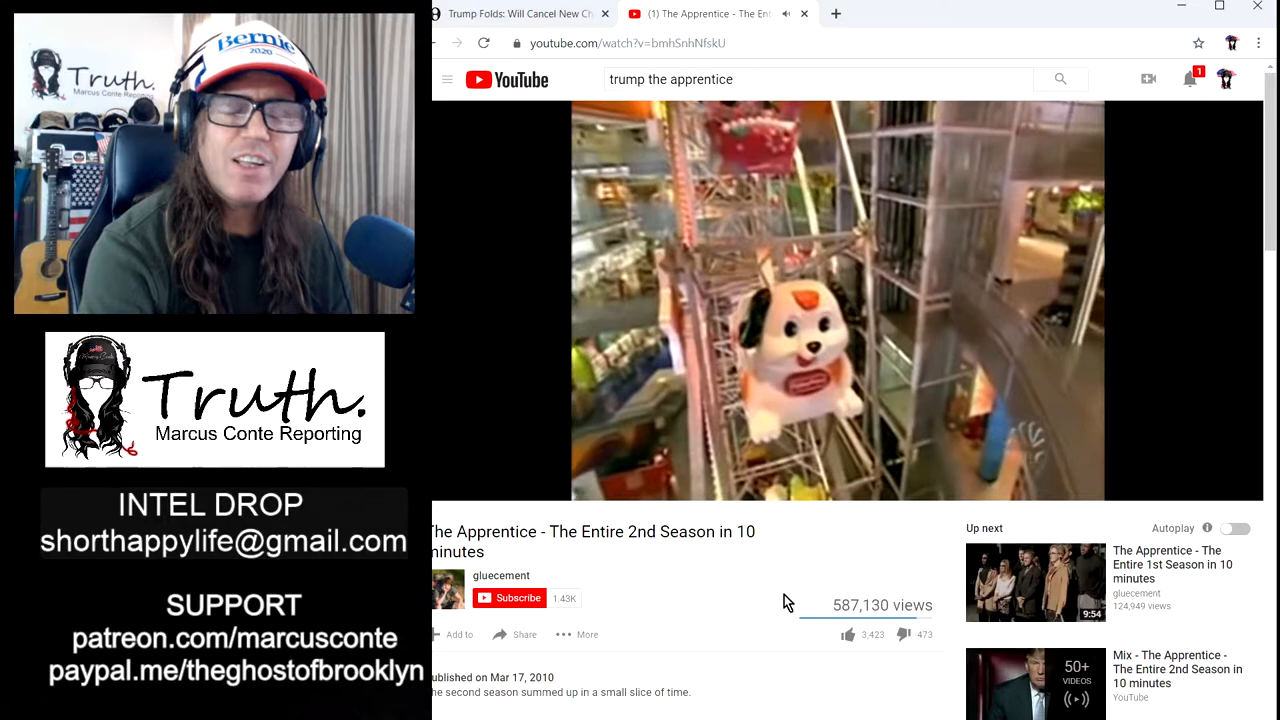 Bernie
2020
Truth.
Marcus Conte Reporting
Truth.
Marcus Conte Reporting
INTEL DROP
shorthappylife@gmail.com
SUPPORT
patreon.com/marcusconte
paypal.me/theghostofbrooklyn
Trump Folds: Will Cancel New Ch
(1) The Apprentice - The Ent
youtube.com/watch?v=bmhSnhNfskU
YouTube
trump the apprentice
1
he Apprentice - The Entire 2nd Season in 10
minutes
gluecement
Subscribe 1.43K
587,130 views
Add to Share More
3,423 473
ublished on Mar 17, 2010
he second season summed up in a small slice of time.
Up next Autoplay
The Apprentice - The
Entire 1st Season in 10
minutes
gluecement
124,949 views
9:54
Mix - The Apprentice -
The Entire 2nd Season in
10 minutes
YouTube
50+
VIDEOS